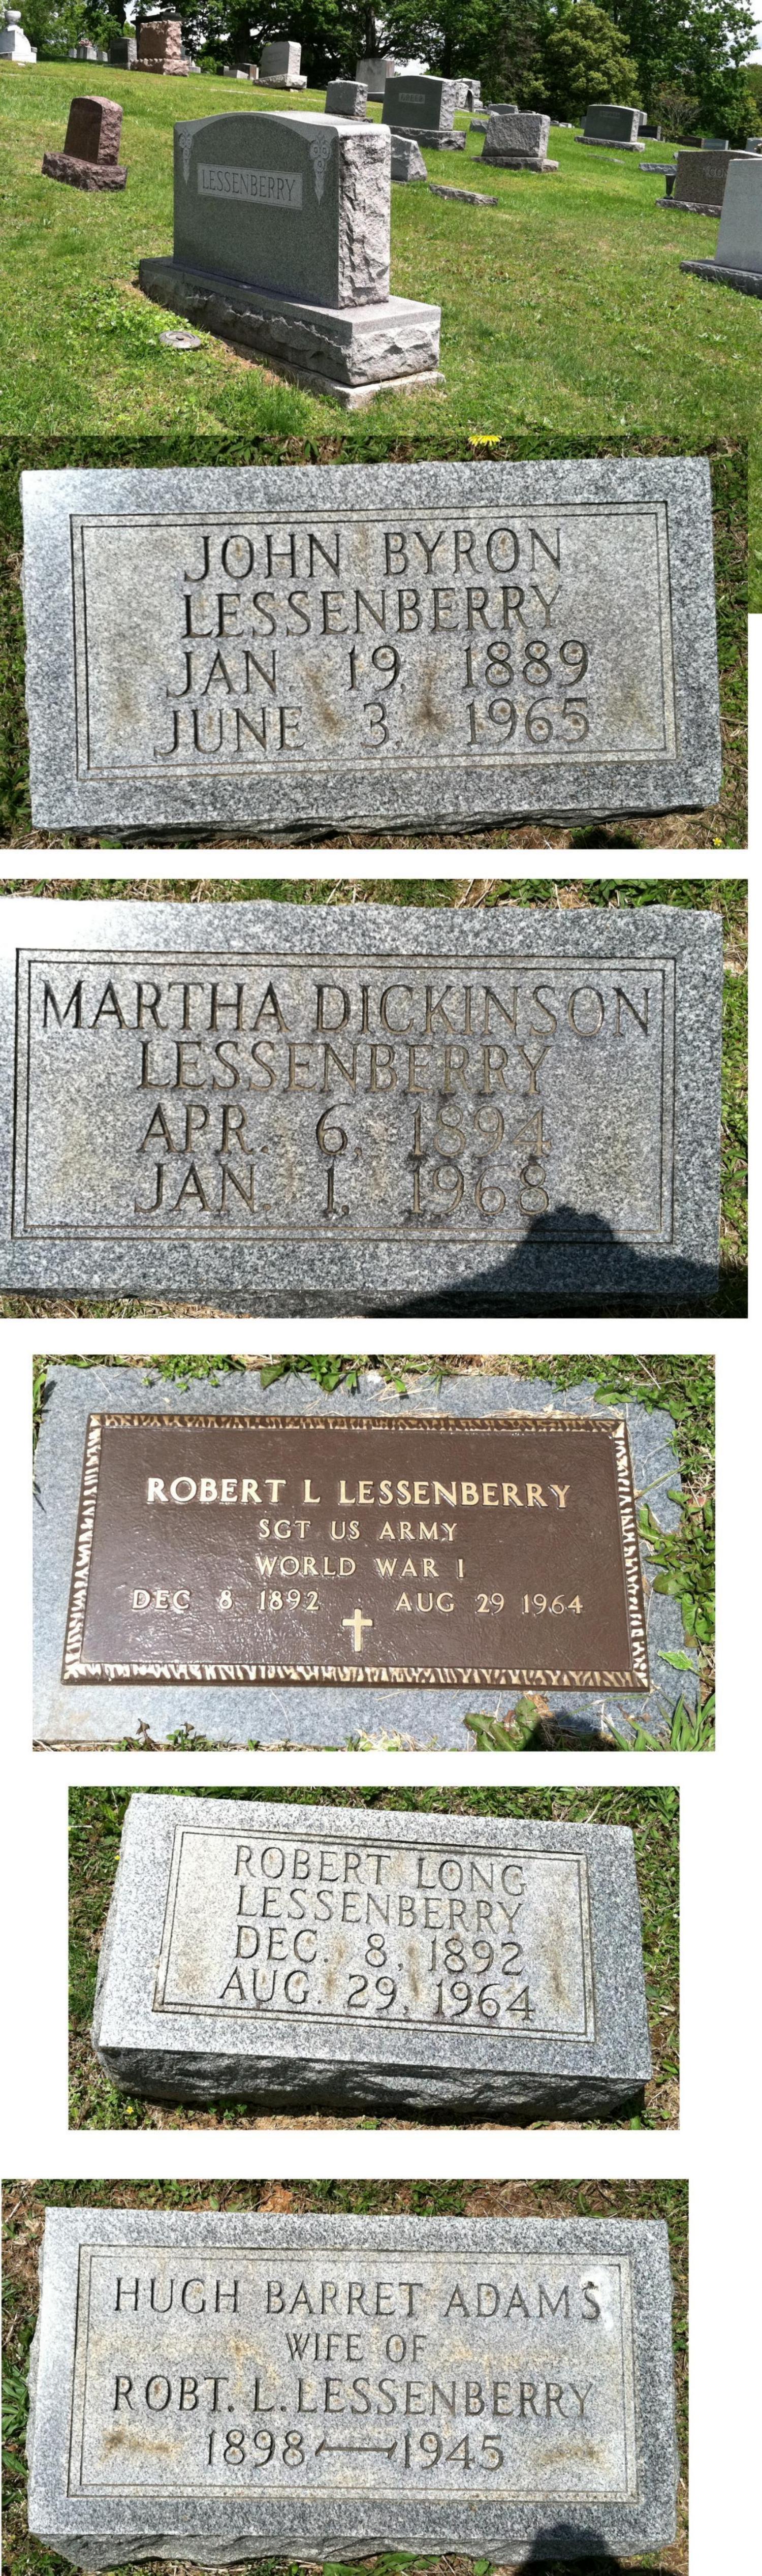 LESSENBERRY
JOHN BYRON
LESSENBERRY
JAN. 19, 1889
JUNE 3, 1965
MARTHA DICKINSON
LESSENBERRY
APR. 6, 1894
JAN. 1, 1968
ROBERT L LESSENBERRY
SGT US ARMY
WORLD WAR I
DEC 8 1892 AUG 29 1964
ROBERT LONG
LESSENBERRY
DEC. 8, 1892
AUG. 29, 1964
HUGH BARRET ADAMS
WIFE OF
ROBT. L. LESSENBERRY
1898 — 1945